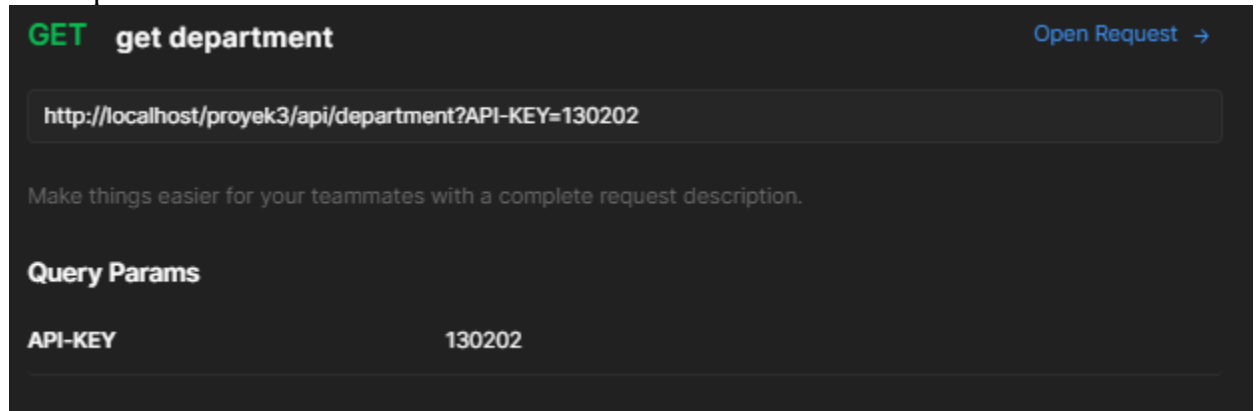 GET get department Open Request →
http://localhost/proyek3/api/department?API-KEY=130202
Make things easier for your teammates with a complete request description.
Query Params
API-KEY 130202